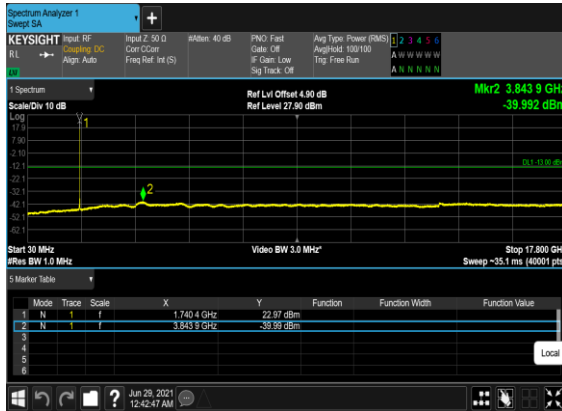 Spectrum Analyzer 1
Swept SA
+
KEYSIGHT Input: RF Input Z: 50 Ω #Atten: 40 dB PNO: Fast Avg Type: Power (RMS) 1 2 3 4 5 6
RL Coupling: DC Corr CCorr Gate: Off Avg|Hold: 100/100 A W W W W W
Align: Auto Freq Ref: Int (S) IF Gain: Low Trig: Free Run
LXI Sig Track: Off A N N N N N
1 Spectrum Ref Lvl Offset 4.90 dB Mkr2 3.843 9 GHz
Scale/Div 10 dB Ref Level 27.90 dBm -39.992 dBm
Log
17.9
7.90
-2.10
-12.1
-22.1
-32.1
-42.1
-52.1
-62.1
1
2
DL1 -13.00 dBm
Start 30 MHz Video BW 3.0 MHz* Stop 17.800 GHz
#Res BW 1.0 MHz Sweep ~35.1 ms (40001 pts)
5 Marker Table
Mode Trace Scale X Y Function Function Width Function Value
1 N 1 f 1.740 4 GHz 22.97 dBm
2 N 1 f 3.843 9 GHz -39.99 dBm
3
4
5
6
Local
? Jun 29, 2021
12:42:47 AM